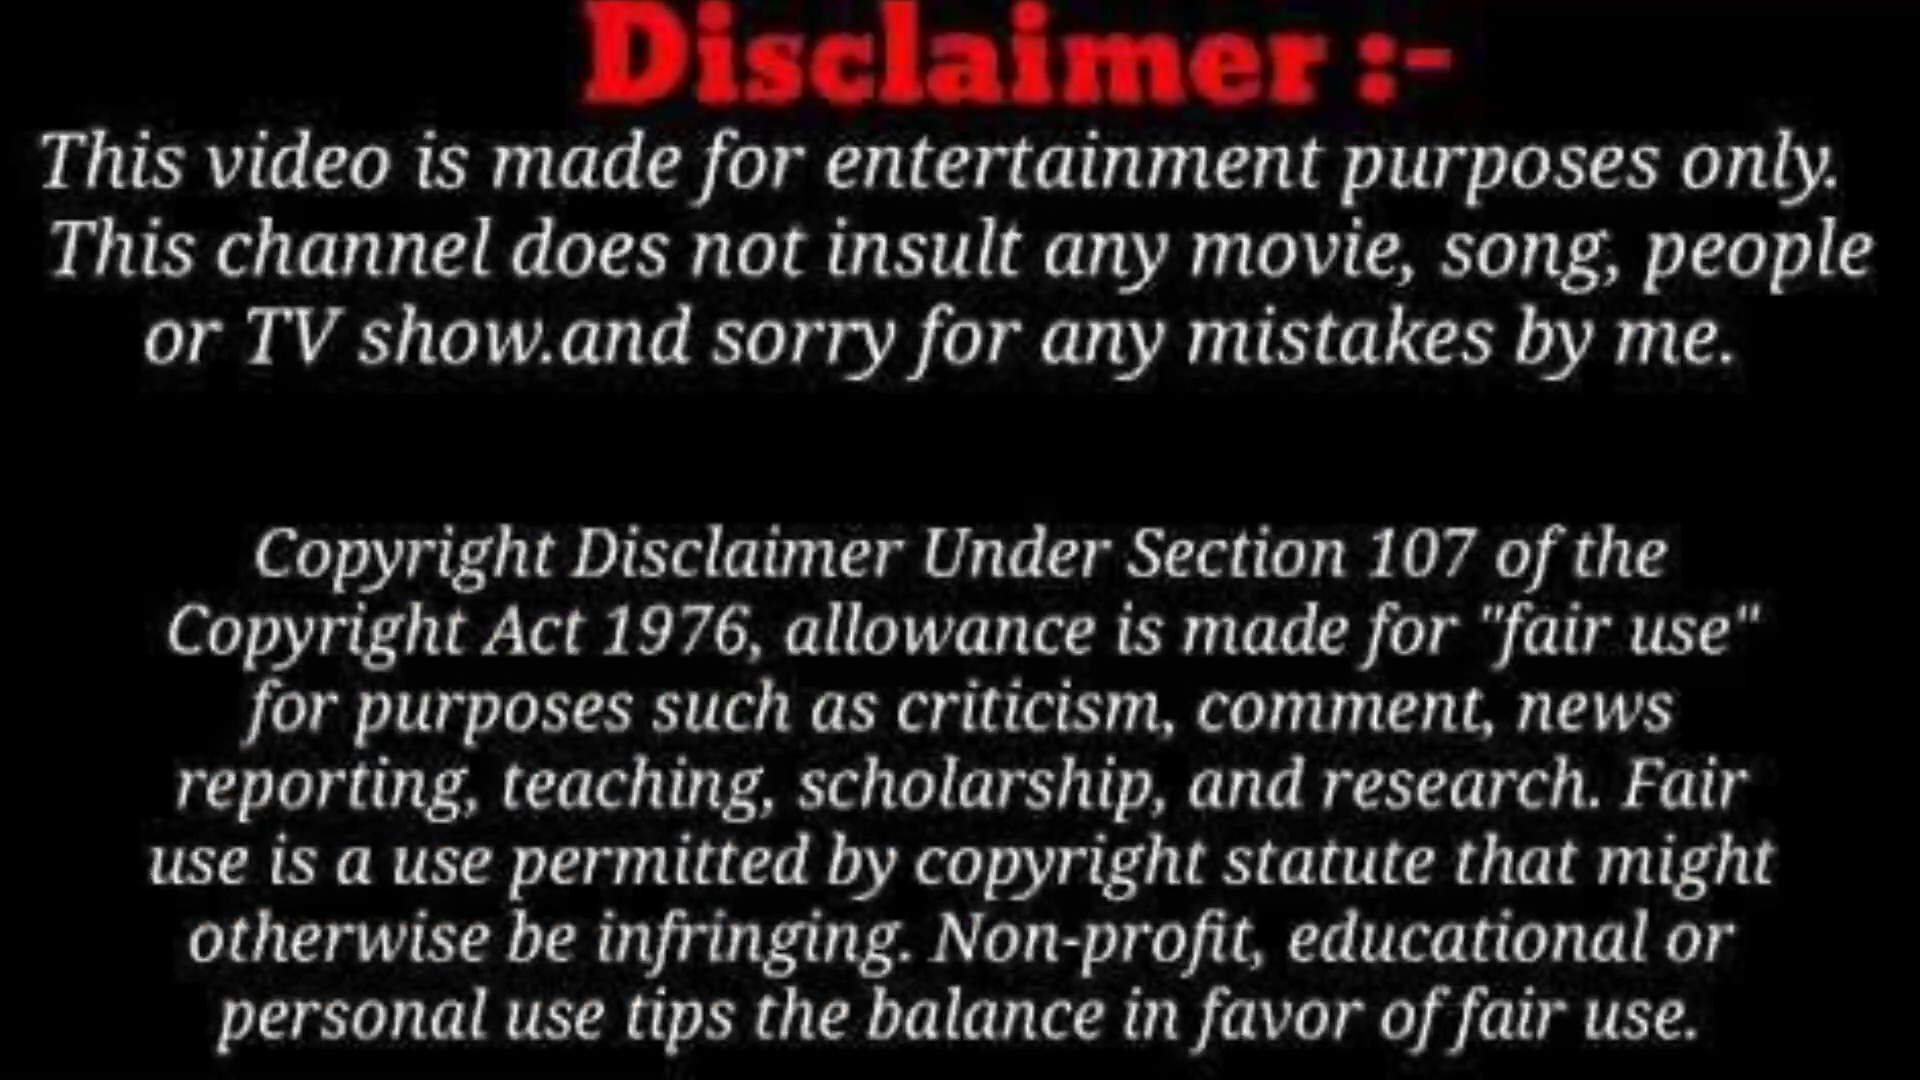 Disclaimer :-
This video is made for entertainment purposes only.
This channel does not insult any movie, song, people
or TV show.and sorry for any mistakes by me.
Copyright Disclaimer Under Section 107 of the
Copyright Act 1976, allowance is made for "fair use"
for purposes such as criticism, comment, news
reporting, teaching, scholarship, and research. Fair
use is a use permitted by copyright statute that might
otherwise be infringing. Non-profit, educational or
personal use tips the balance in favor of fair use.